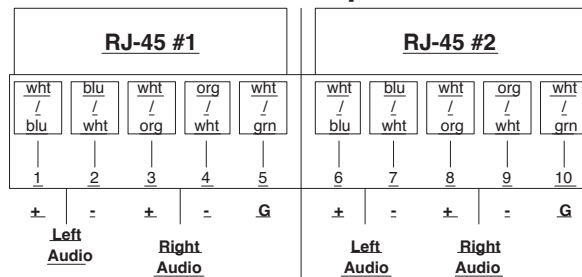 RJ-45 #1 RJ-45 #2
wht blu wht org wht wht blu wht org wht
/ / / / / / / / / /
blu wht org wht grn blu wht org wht grn
1 2 3 4 5 6 7 8 9 10
+ - + - G + - + - G
Left Right Left Right
Audio Audio Audio Audio